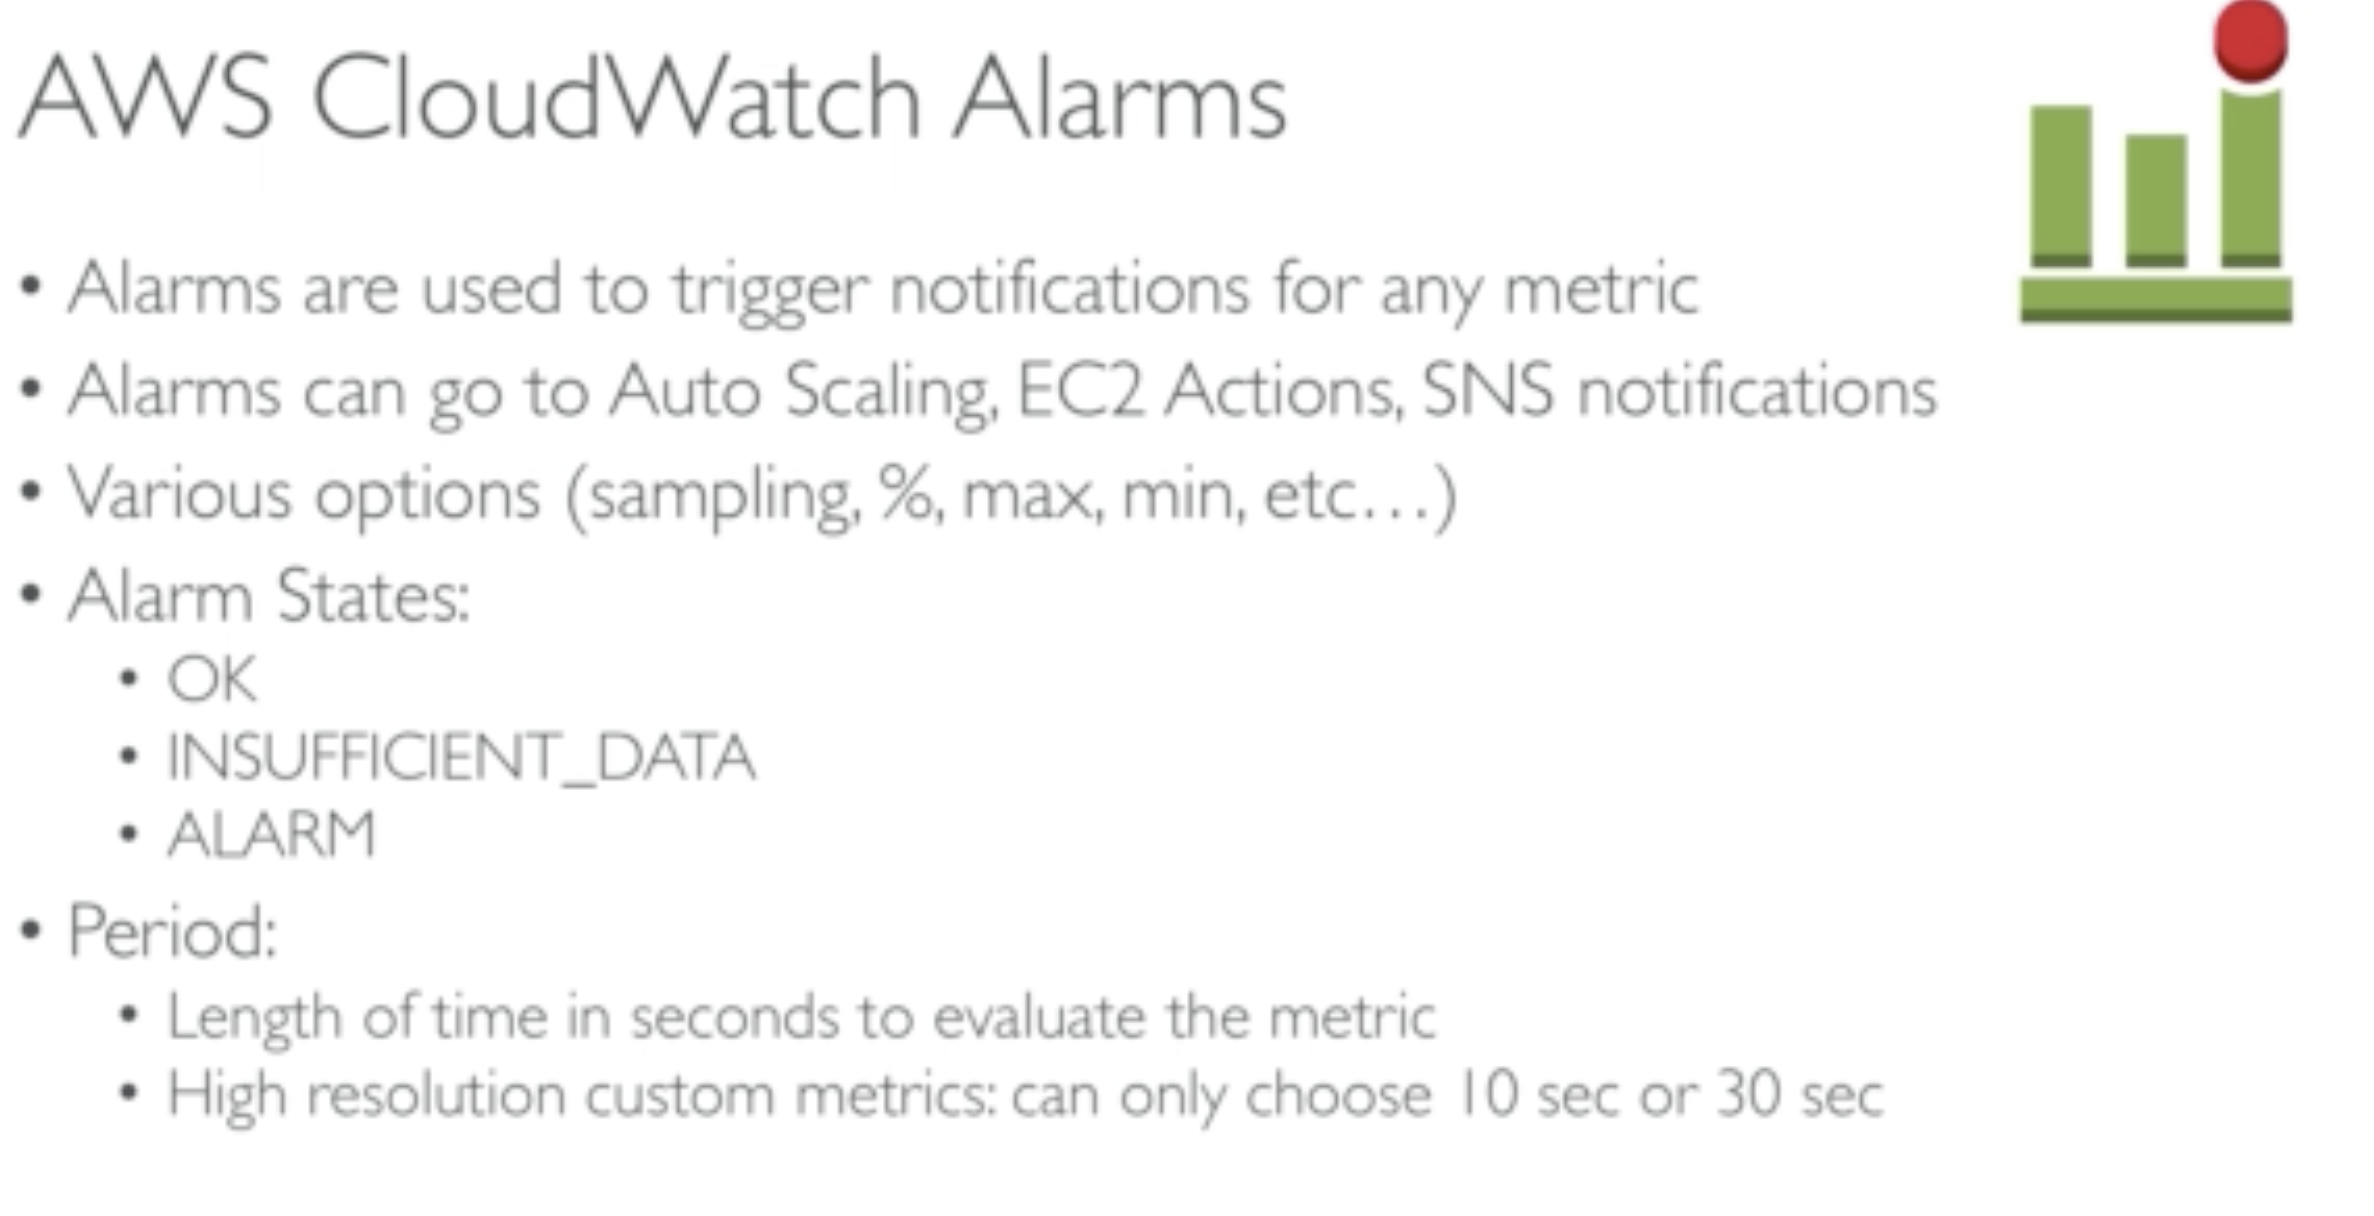 AWS CloudWatch Alarms
• Alarms are used to trigger notifications for any metric
• Alarms can go to Auto Scaling, EC2 Actions, SNS notifications
• Various options (sampling, %, max, min, etc…)
• Alarm States:
• OK
• INSUFFICIENT_DATA
• ALARM
• Period:
• Length of time in seconds to evaluate the metric
• High resolution custom metrics: can only choose 10 sec or 30 sec